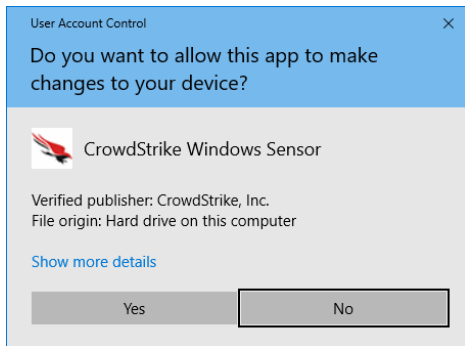 User Account Control
Do you want to allow this app to make
changes to your device?
CrowdStrike Windows Sensor
Verified publisher: CrowdStrike, Inc.
File origin: Hard drive on this computer
Show more details
Yes
No